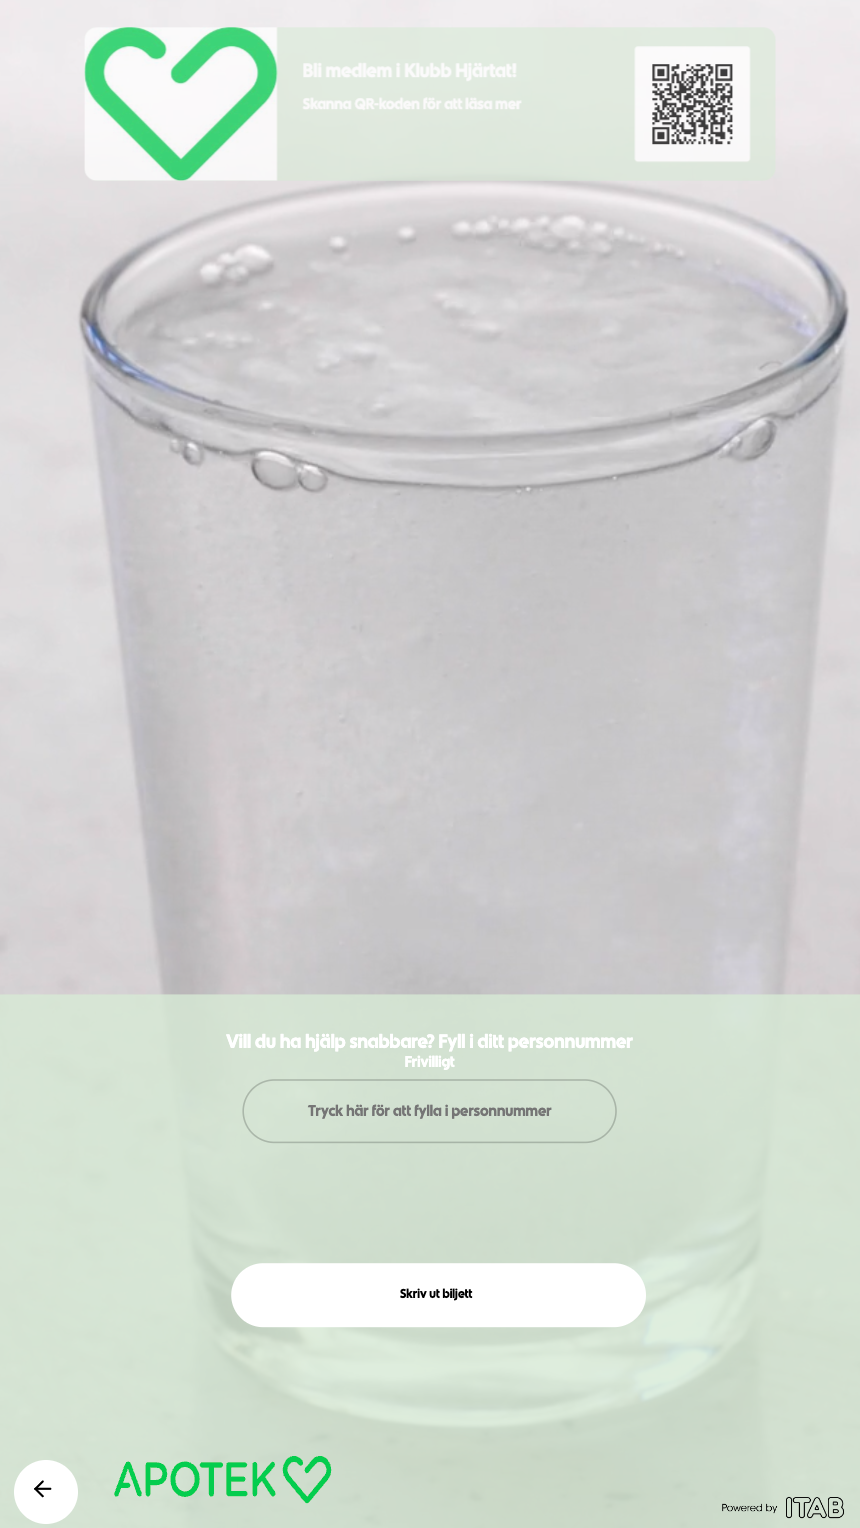 Bli medlem i Klubb Hjärtat!
Skanna QR-koden för att läsa mer
Vill du ha hjälp snabbare? Fyll i ditt personnummer
Frivilligt
Tryck här för att fylla i personnummer
Skriv ut biljett
APOTEK
Powered by ITAB